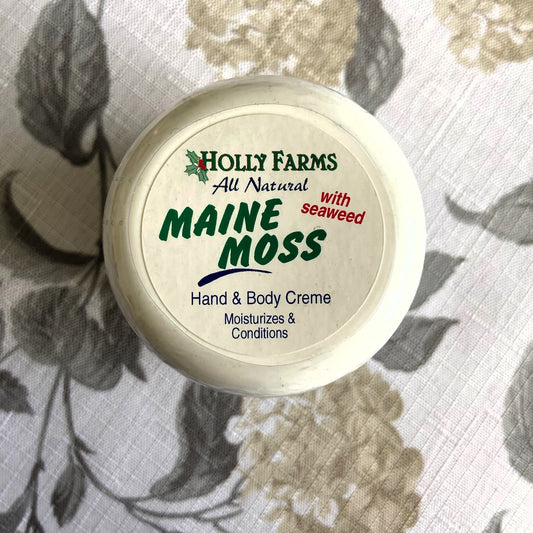 HOLLY FARMS
All Natural
MAINE
MOSS
with
seaweed
Hand & Body Creme
Moisturizes &
Conditions